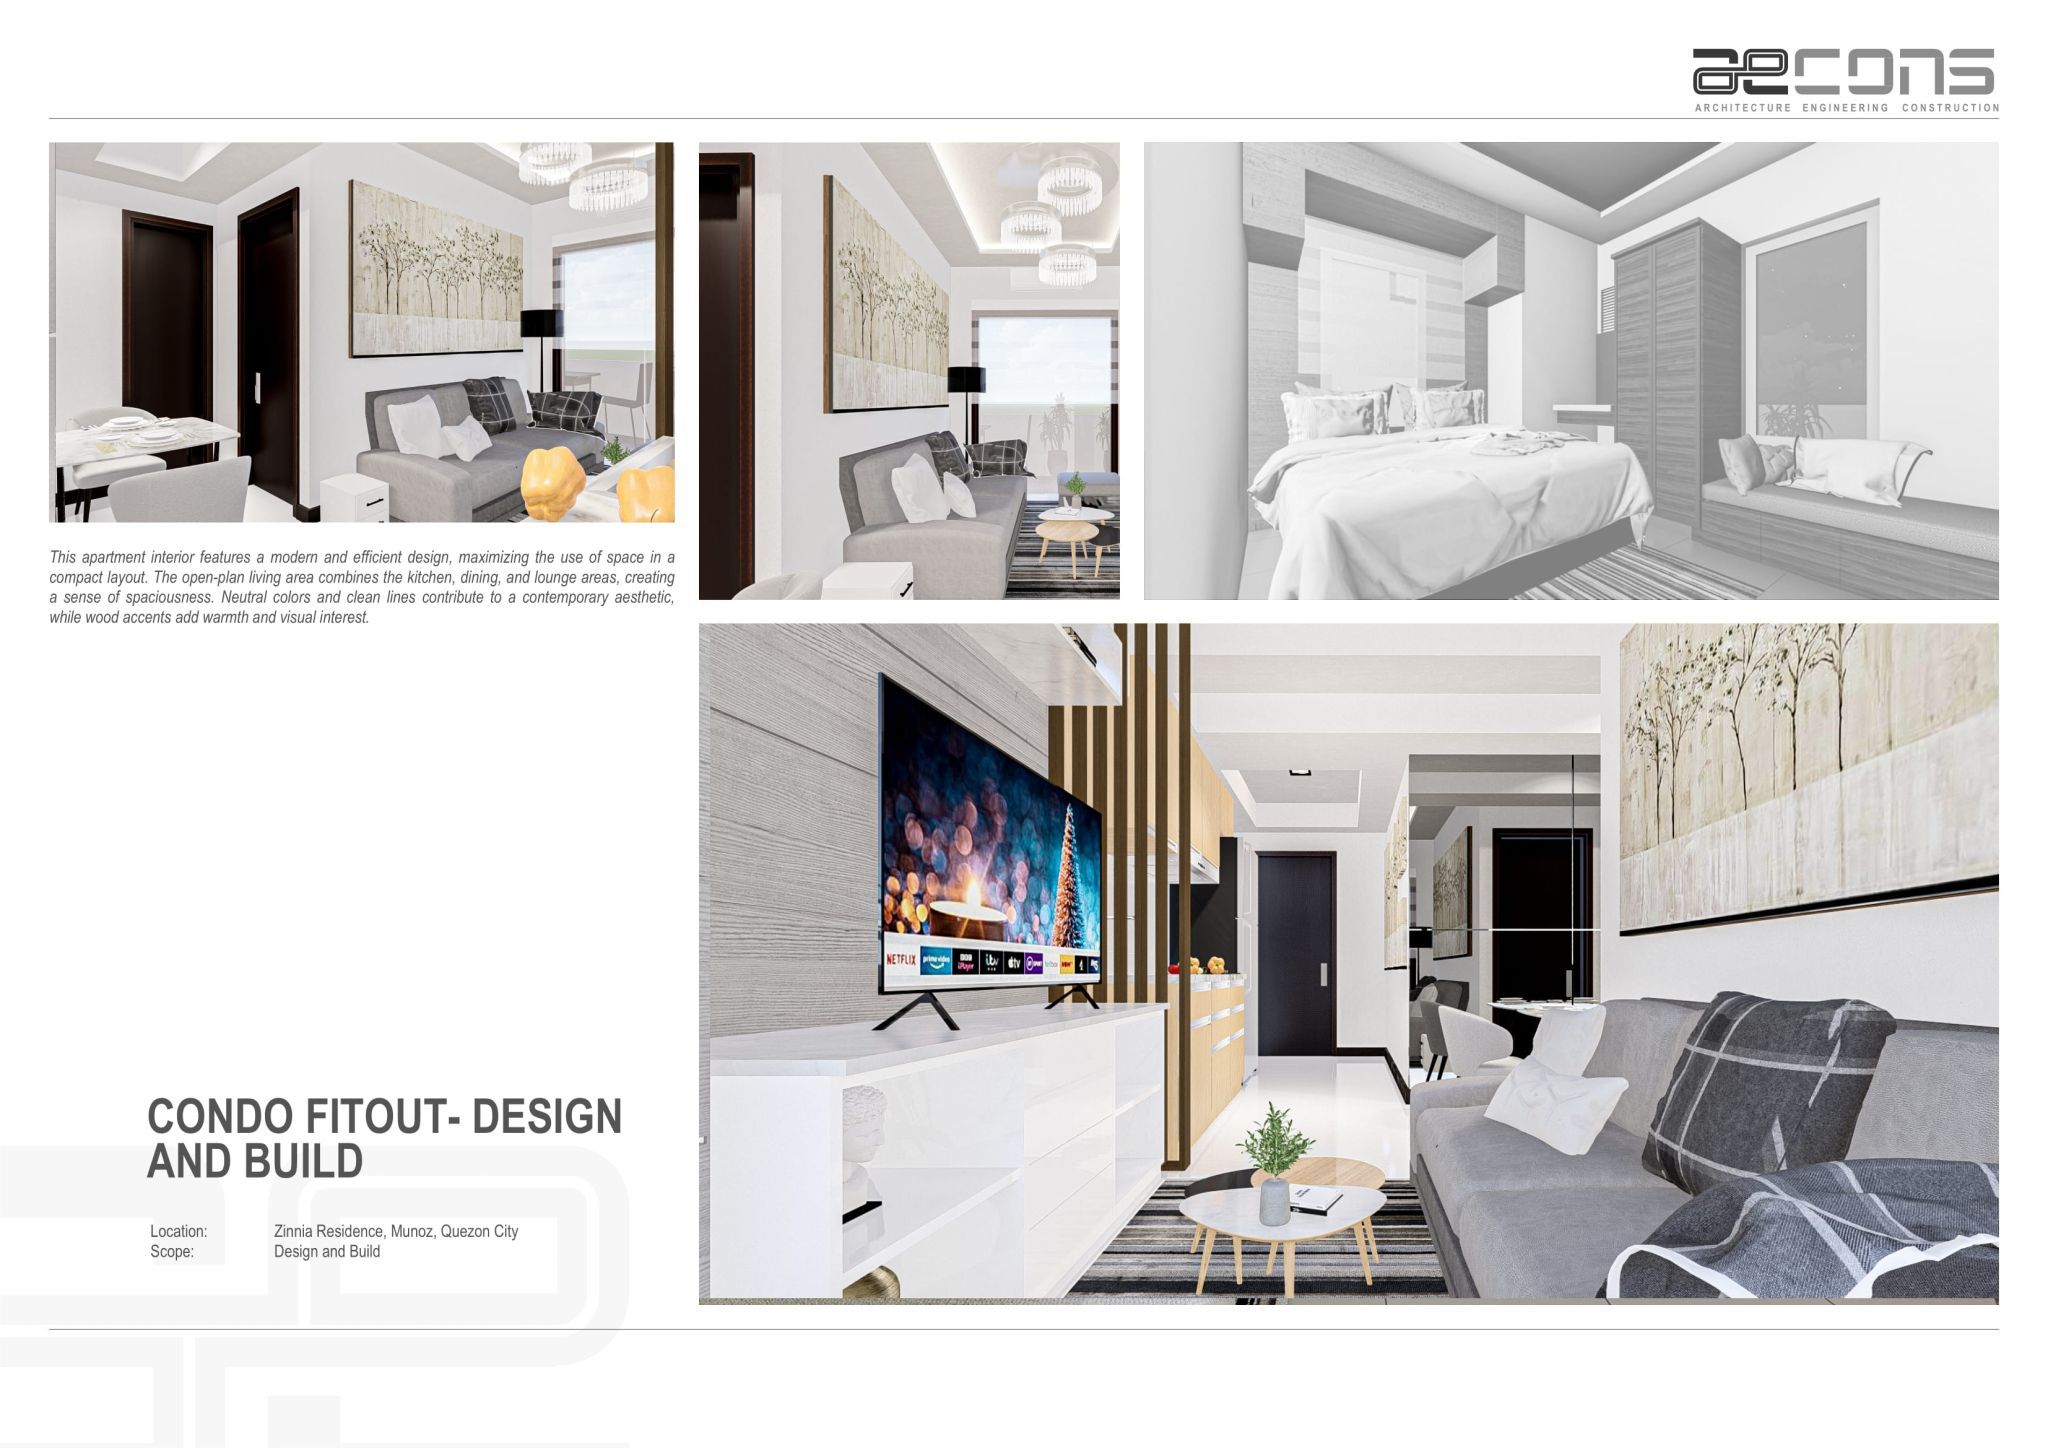 aecons
ARCHITECTURE ENGINEERING CONSTRUCTION
This apartment interior features a modern and efficient design, maximizing the use of space in a
compact layout. The open-plan living area combines the kitchen, dining, and lounge areas, creating
a sense of spaciousness. Neutral colors and clean lines contribute to a contemporary aesthetic,
while wood accents add warmth and visual interest.
NETFLIX prime video BBC iPlayer itv tv BT SPORT
CONDO FITOUT- DESIGN
AND BUILD
Location: Zinnia Residence, Munoz, Quezon City
Scope: Design and Build